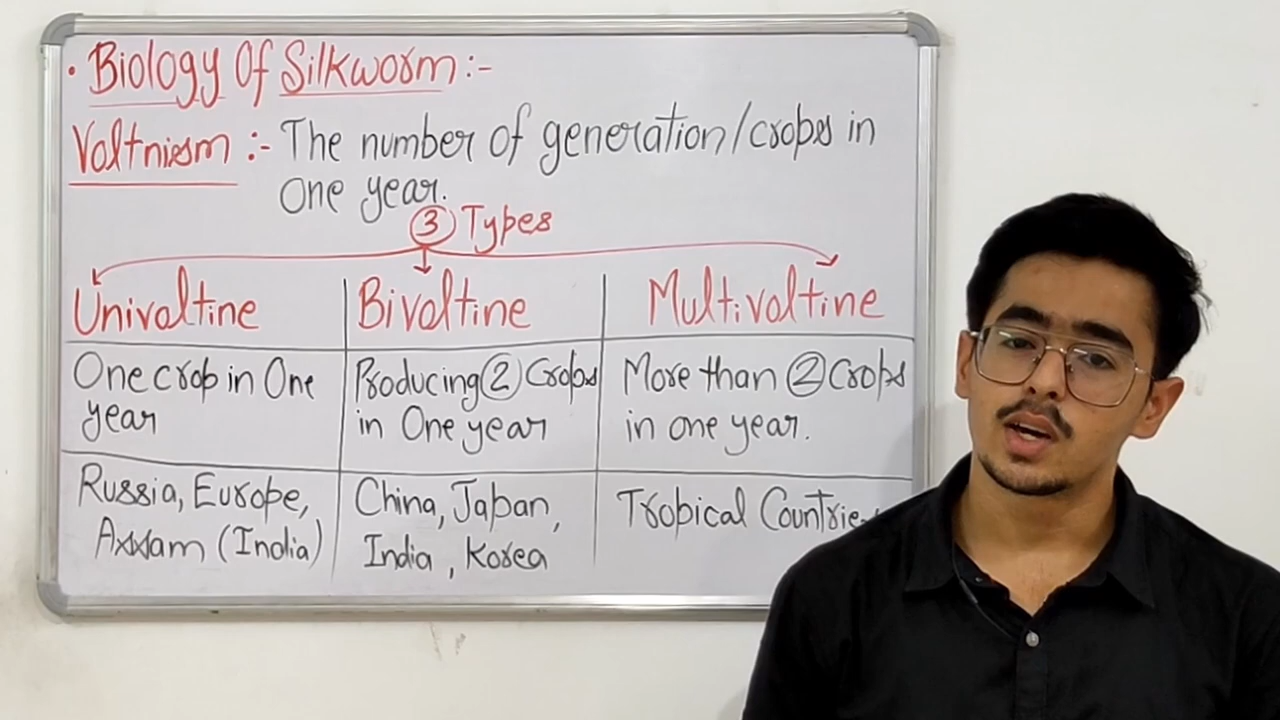 · Biology Of Silkworm :-
Voltnism :- The number of generation/crops in
One year.
③ Types
Univoltine Bivoltine Multivoltine
One crop in One Producing ② Crops More than ② Crops
year in One year in one year.
Russia, Europe, China, Japan, Tropical Countrie
Assam (India) India, Korea